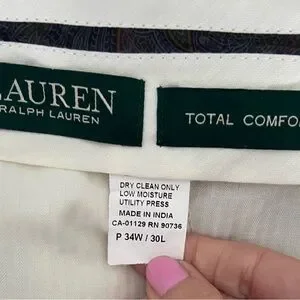 LAUREN
RALPH LAUREN
TOTAL COMFO
DRY CLEAN ONLY
LOW MOISTURE
UTILITY PRESS
MADE IN INDIA
CA-01129 RN 90736
P 34W / 30L